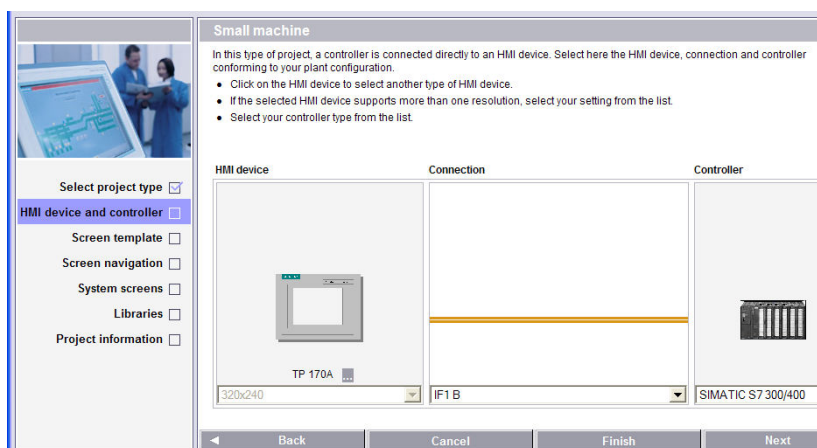 Small machine
In this type of project, a controller is connected directly to an HMI device. Select here the HMI device, connection and controller
conforming to your plant configuration.
• Click on the HMI device to select another type of HMI device.
• If the selected HMI device supports more than one resolution, select your setting from the list.
• Select your controller type from the list.
Select project type
HMI device and controller
Screen template
Screen navigation
System screens
Libraries
Project information
HMI device
Connection
Controller
TP 170A ...
320x240
IF1 B
SIMATIC S7 300/400
Back
Cancel
Finish
Next